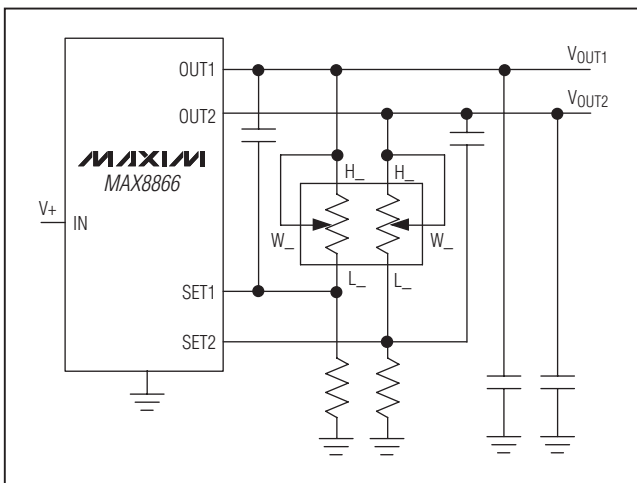 OUT1
VOUT1
OUT2
VOUT2
MAXIM
MAX8866
H_ H_
V+
IN
W_ W_
L_ L_
SET1
SET2